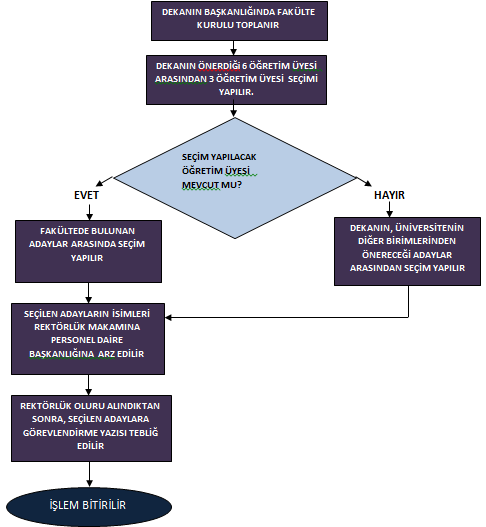 DEKANIN BAŞKANLIĞINDA FAKÜLTE
KURULU TOPLANIR
DEKANIN ÖNERDİĞİ 6 ÖĞRETİM ÜYESİ
ARASINDAN 3 ÖĞRETİM ÜYESİ SEÇİMİ
YAPILIR.
SEÇİM YAPILACAK
ÖĞRETİM ÜYESİ
MEVCUT MU?
EVET
HAYIR
FAKÜLTEDE BULUNAN
ADAYLAR ARASINDA SEÇİM
YAPILIR
DEKANIN, ÜNİVERSİTENİN
DİĞER BİRİMLERİNDEN
ÖNERECEĞİ ADAYLAR
ARASINDAN SEÇİM YAPILIR
SEÇİLEN ADAYLARIN İSİMLERİ
REKTÖRLÜK MAKAMINA
PERSONEL DAİRE
BAŞKANLIĞINA ARZ EDİLİR
REKTÖRLÜK OLURU ALINDIKTAN
SONRA, SEÇİLEN ADAYLARA
GÖREVLENDİRME YAZISI TEBLİĞ
EDİLİR
İŞLEM BİTİRİLİR